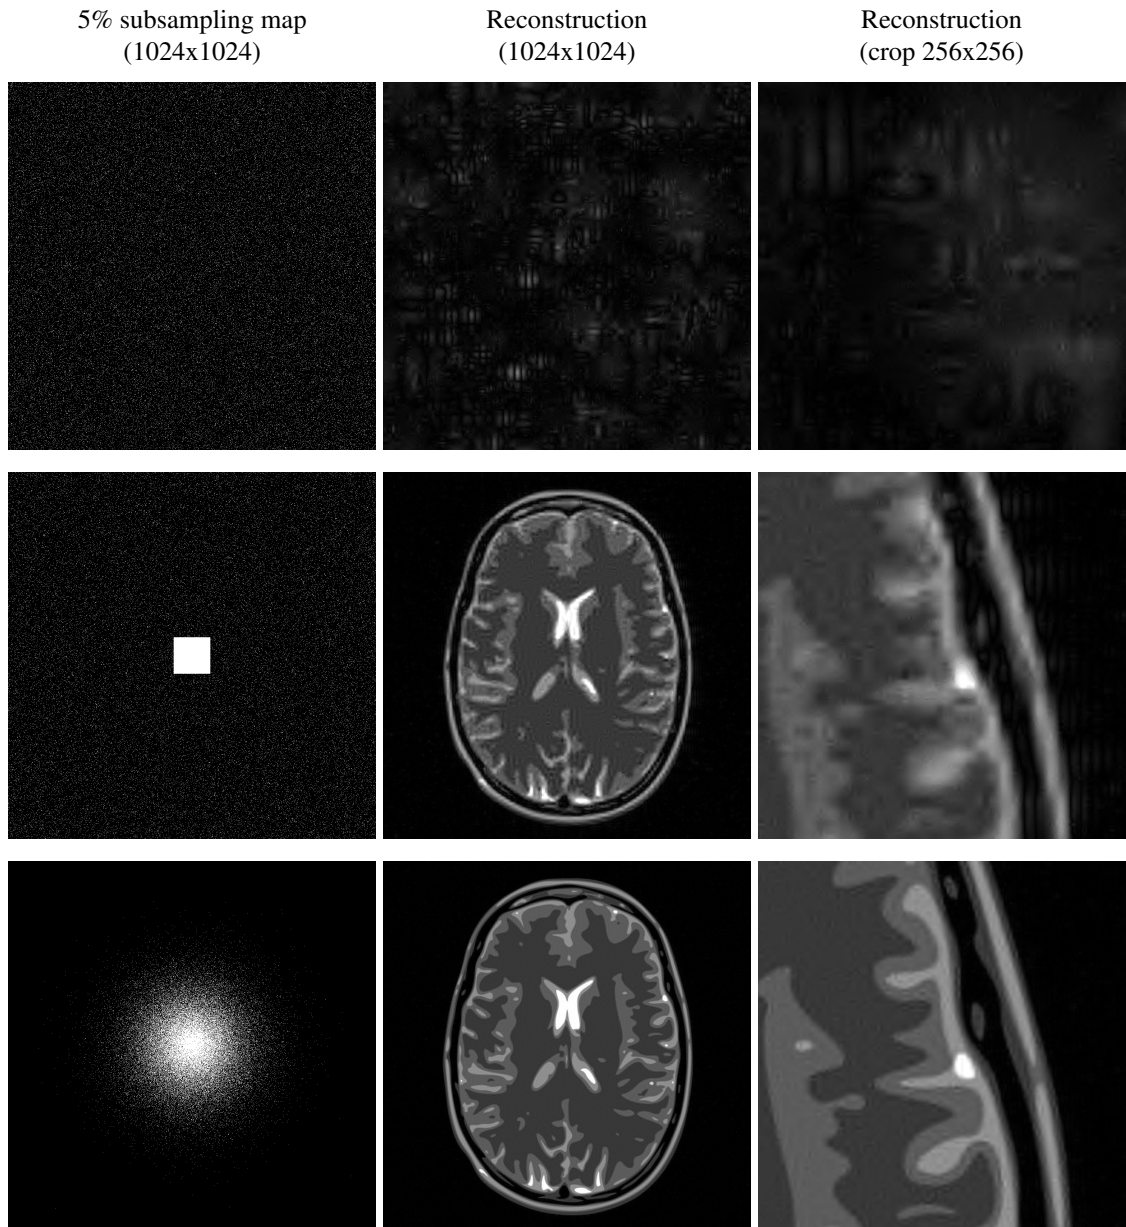 5% subsampling map
(1024x1024)
Reconstruction
(1024x1024)
Reconstruction
(crop 256x256)